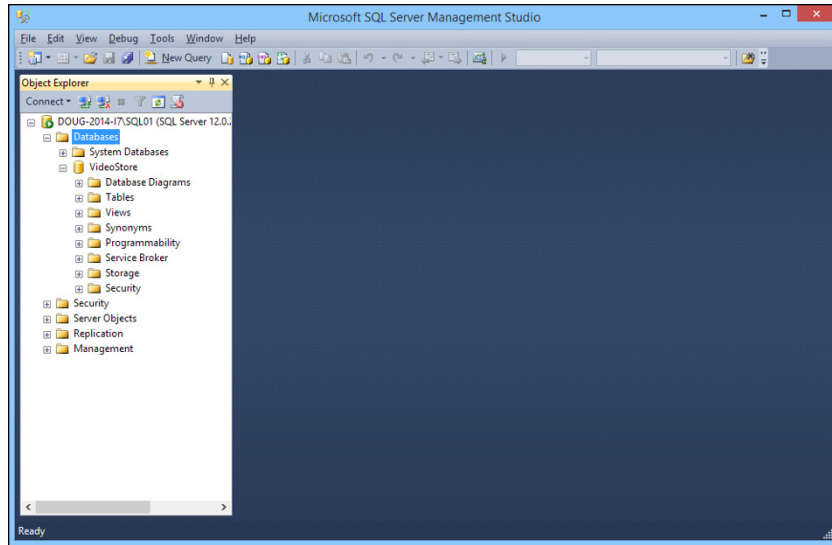 Microsoft SQL Server Management Studio
File Edit View Debug Tools Window Help
New Query
Object Explorer
Connect
DOUG-2014-I7\SQL01 (SQL Server 12.0.
Databases
System Databases
VideoStore
Database Diagrams
Tables
Views
Synonyms
Programmability
Service Broker
Storage
Security
Security
Server Objects
Replication
Management
Ready